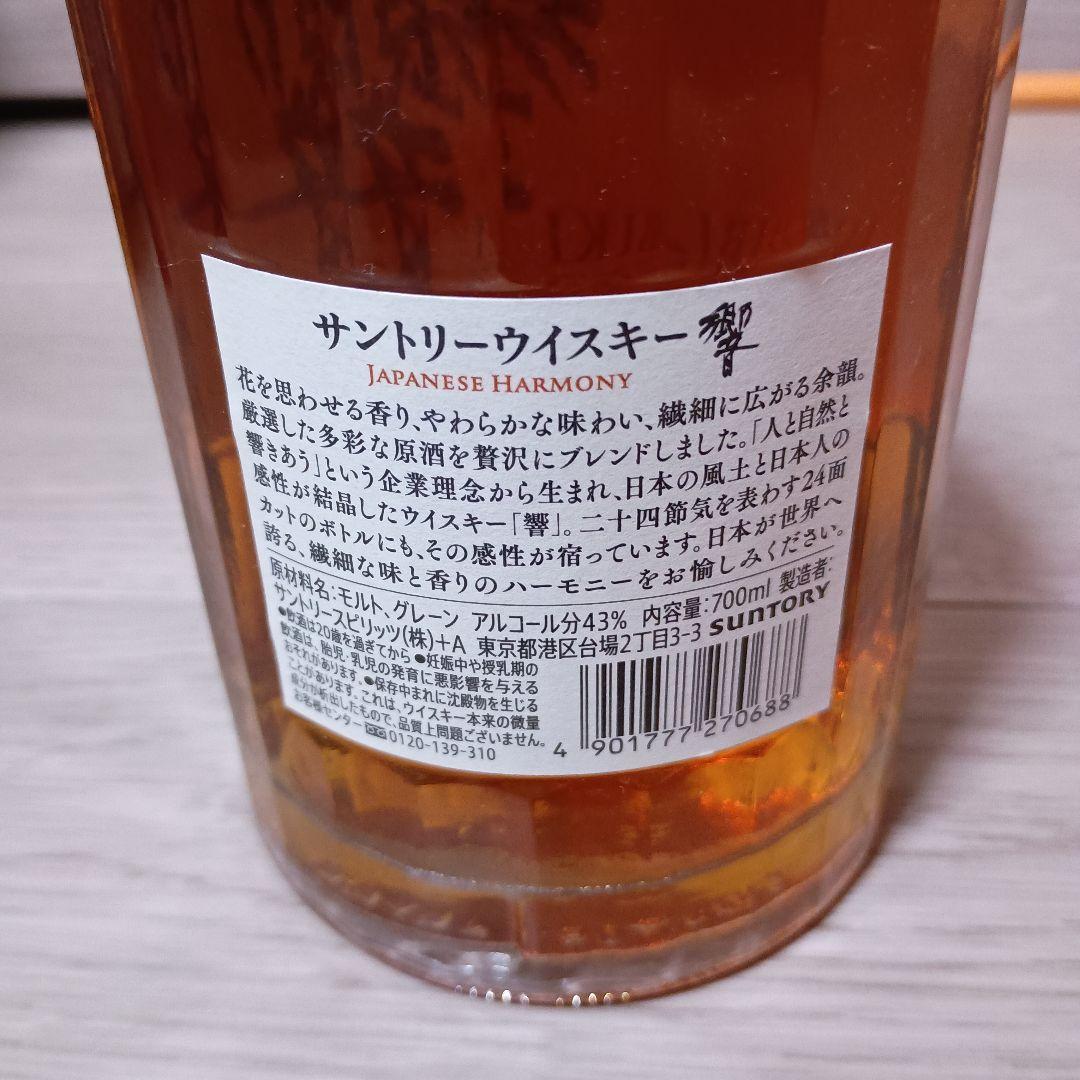 サントリーウイスキー響
JAPANESE HARMONY
花を思わせる香り、やわらかな味わい、繊細に広がる余韻。
厳選した多彩な原酒を贅沢にブレンドしました。「人と自然と
響きあう」という企業理念から生まれ、日本の風土と日本人の
感性が結晶したウイスキー「響」。二十四節気を表わす24面
カットのボトルにも、その感性が宿っています。日本が世界へ
誇る、繊細な味と香りのハーモニーをお愉しみください。
原材料名:モルト、グレーン アルコール分43% 内容量:700ml 製造者:
サントリースピリッツ(株)+A 東京都港区台場2丁目3-3 SUNTORY
●飲酒は20歳を過ぎてから ●妊娠中や授乳期の
飲酒は、胎児・乳児の発育に悪影響を与える
おそれがあります。●保存中まれに沈殿物を生じる
ことがあります。これは、ウイスキー本来の微量
成分が析出したもので、品質上問題ございません。
お客様センター 0120-139-310
4 901777 270688